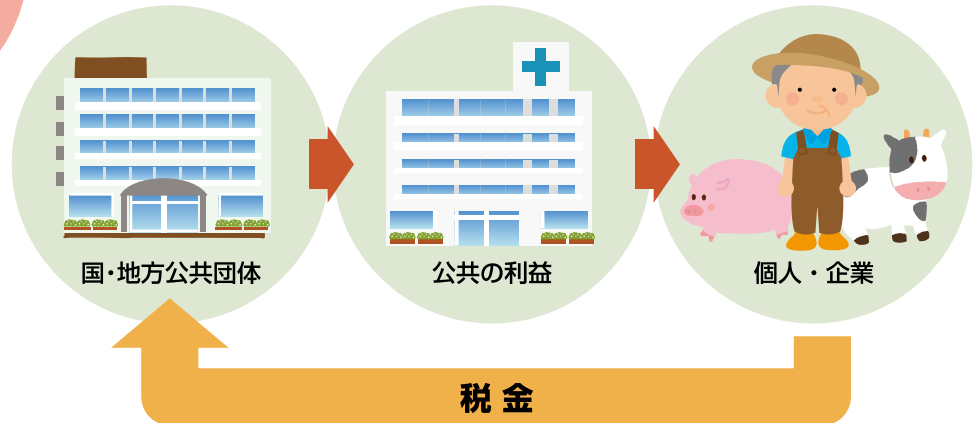 国・地方公共団体
公共の利益
個人・企業
税金